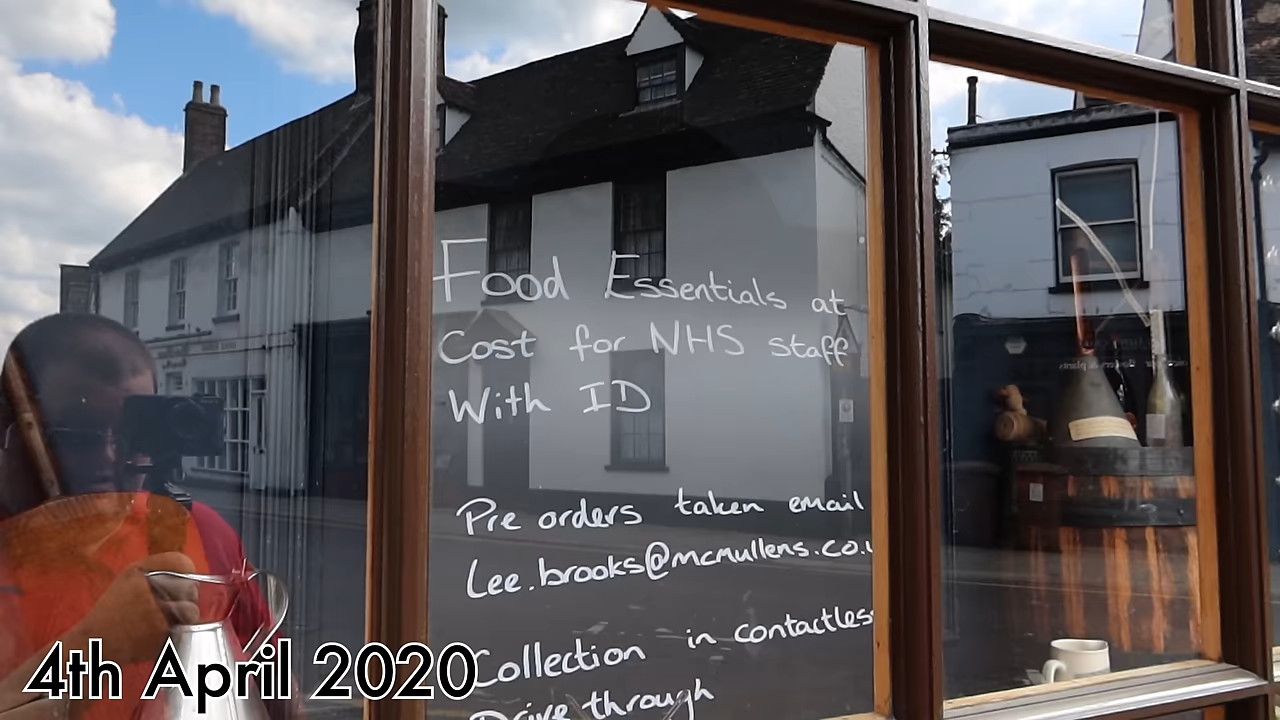 Food Essentials at
Cost for NHS staff
With ID
Pre orders taken email
Lee.brooks@mcmullens.co.u
Collection in contactless
Drive through
4th April 2020